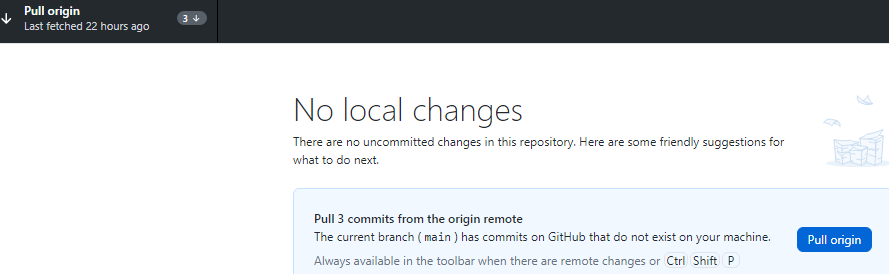 Pull origin
Last fetched 22 hours ago
3 ↓
No local changes
There are no uncommitted changes in this repository. Here are some friendly suggestions for
what to do next.
Pull 3 commits from the origin remote
The current branch ( main ) has commits on GitHub that do not exist on your machine.
Pull origin
Always available in the toolbar when there are remote changes or Ctrl Shift P